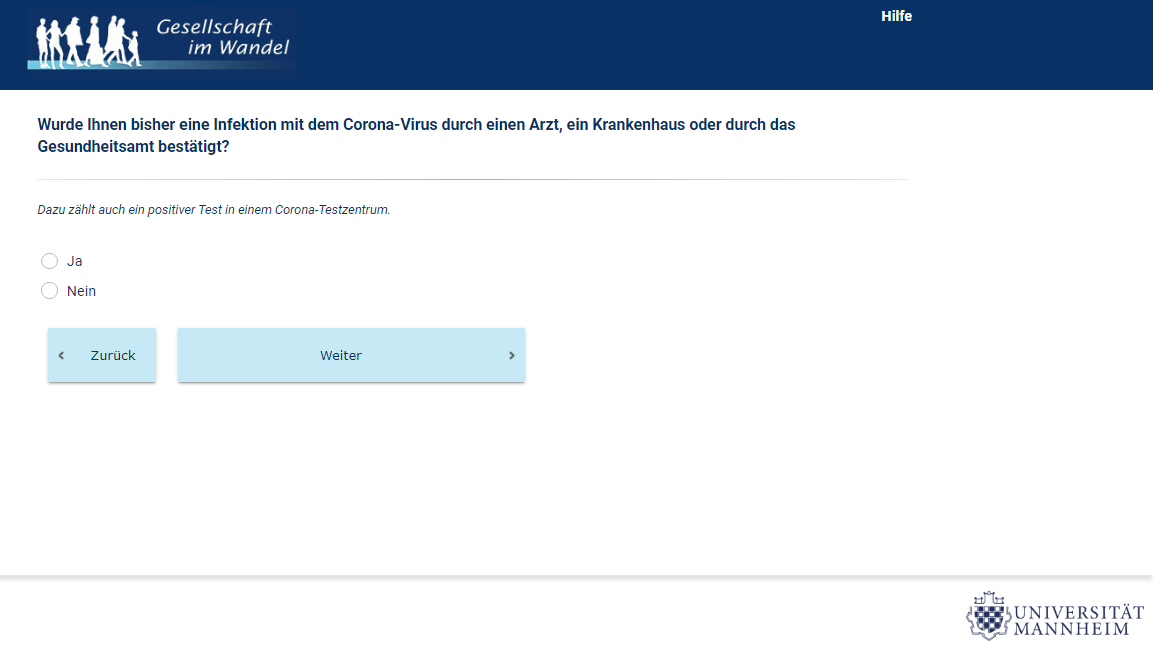 Gesellschaft
im Wandel
Hilfe
Wurde Ihnen bisher eine Infektion mit dem Corona-Virus durch einen Arzt, ein Krankenhaus oder durch das
Gesundheitsamt bestätigt?
Dazu zählt auch ein positiver Test in einem Corona-Testzentrum.
Ja
Nein
Zurück
Weiter
UNIVERSITÄT
MANNHEIM